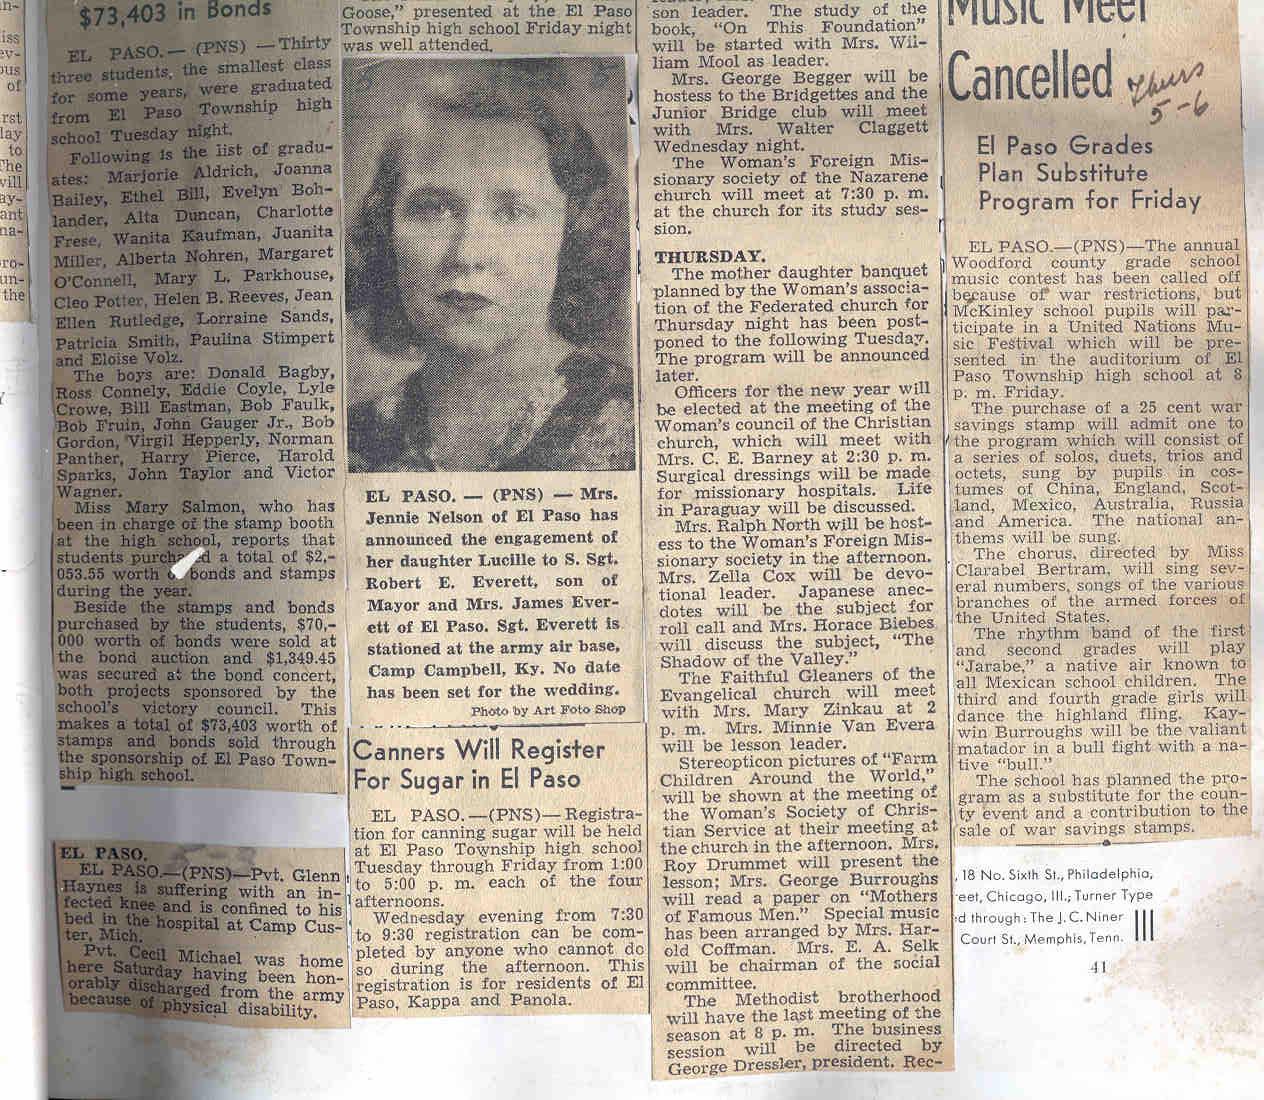 $73,403 in Bonds
EL PASO.— (PNS) —Thirty
three students, the smallest class
for some years, were graduated
from El Paso Township high
school Tuesday night.
Following is the list of gradu-
ates: Marjorie Aldrich, Joanna
Bailey, Ethel Bill, Evelyn Boh-
lander, Alta Duncan, Charlotte
Frese, Wanita Kaufman, Juanita
Miller, Alberta Nohren, Margaret
O'Connell, Mary L. Parkhouse,
Cleo Potter, Helen B. Reeves, Jean
Ellen Rutledge, Lorraine Sands,
Patricia Smith, Paulina Stimpert
and Eloise Volz.
The boys are: Donald Bagby,
Ross Connely, Eddie Coyle, Lyle
Crowe, Bill Eastman, Bob Faulk,
Bob Fruin, John Gauger Jr., Bob
Gordon, Virgil Hepperly, Norman
Panther, Harry Pierce, Harold
Sparks, John Taylor and Victor
Wagner.
Miss Mary Salmon, who has
been in charge of the stamp booth
at the high school, reports that
students a total of $2,-
053.55 worth bonds and stamps
during the year.
Beside the stamps and bonds
purchased by the students, $70,-
000 worth of bonds were sold at
the bond auction and $1,349.45
was secured at the bond concert,
both projects sponsored by the
school's victory council. This
makes a total of $73,403 worth of
stamps and bonds sold through
the sponsorship of El Paso Town-
ship high school.
EL PASO.
EL PASO.—(PNS)—Pvt. Glenn
Haynes is suffering with an in-
fected knee and is confined to his
bed in the hospital at Camp Cus-
ter, Mich.
Pvt. Cecil Michael was home
here Saturday having been hon-
orably discharged from the army
because of physical disability.
Goose," presented at the El Paso
Township high school Friday night
was well attended.
EL PASO. — (PNS) — Mrs.
Jennie Nelson of El Paso has
announced the engagement of
her daughter Lucille to S. Sgt.
Robert E. Everett, son of
Mayor and Mrs. James Ever-
ett of El Paso. Sgt. Everett is
stationed at the army air base,
Camp Campbell, Ky. No date
has been set for the wedding.
Photo by Art Foto Shop
Canners Will Register
For Sugar in El Paso
EL PASO.—(PNS)— Registra-
tion for canning sugar will be held
at El Paso Township high school
Tuesday through Friday from 1:00
to 5:00 p. m. each of the four
afternoons.
Wednesday evening from 7:30
to 9:30 registration can be com-
pleted by anyone who cannot do
so during the afternoon. This
registration is for residents of El
Paso, Kappa and Panola.
son leader. The study of the
book, "On This Foundation"
will be started with Mrs. Wil-
liam Mool as leader.
Mrs. George Begger will be
hostess to the Bridgettes and the
Junior Bridge club will meet
with Mrs. Walter Claggett
Wednesday night.
The Woman's Foreign Mis-
sionary society of the Nazarene
church will meet at 7:30 p. m.
at the church for its study ses-
sion.
THURSDAY.
The mother daughter banquet
planned by the Woman's associa-
tion of the Federated church for
Thursday night has been post-
poned to the following Tuesday.
The program will be announced
later.
Officers for the new year will
be elected at the meeting of the
Woman's council of the Christian
church, which will meet with
Mrs. C. E. Barney at 2:30 p. m.
Surgical dressings will be made
for missionary hospitals. Life
in Paraguay will be discussed.
Mrs. Ralph North will be host-
ess to the Woman's Foreign Mis-
sionary society in the afternoon.
Mrs. Zella Cox will be devo-
tional leader. Japanese anec-
dotes will be the subject for
roll call and Mrs. Horace Biebes
will discuss the subject, "The
Shadow of the Valley."
The Faithful Gleaners of the
Evangelical church will meet
with Mrs. Mary Zinkau at 2
p. m. Mrs. Minnie Van Evera
will be lesson leader.
Stereopticon pictures of "Farm
Children Around the World,"
will be shown at the meeting of
the Woman's Society of Chris-
tian Service at their meeting at
the church in the afternoon. Mrs.
Roy Drummet will present the
lesson; Mrs. George Burroughs
will read a paper on "Mothers
of Famous Men." Special music
has been arranged by Mrs. Har-
old Coffman. Mrs. E. A. Selk
will be chairman of the social
committee.
The Methodist brotherhood
will have the last meeting of the
season at 8 p. m. The business
session will be directed by
George Dressler, president. Rec-
Music Meet
Cancelled
Thurs
5-6
El Paso Grades
Plan Substitute
Program for Friday
EL PASO.—(PNS)—The annual
Woodford county grade school
music contest has been called off
because of war restrictions, but
McKinley school pupils will par-
ticipate in a United Nations Mu-
sic Festival which will be pre-
sented in the auditorium of El
Paso Township high school at 8
p. m. Friday.
The purchase of a 25 cent war
savings stamp will admit one to
the program which will consist of
a series of solos, duets, trios and
octets, sung by pupils in cos-
tumes of China, England, Scot-
land, Mexico, Australia, Russia
and America. The national an-
thems will be sung.
The chorus, directed by Miss
Clarabel Bertram, will sing sev-
eral numbers, songs of the various
branches of the armed forces of
the United States.
The rhythm band of the first
and second grades will play
"Jarabe," a native air known to
all Mexican school children. The
third and fourth grade girls will
dance the highland fling. Kay-
win Burroughs will be the valiant
matador in a bull fight with a na-
tive "bull."
The school has planned the pro-
gram as a substitute for the coun-
ty event and a contribution to the
sale of war savings stamps.
, 18 No. Sixth St., Philadelphia,
eet, Chicago, Ill.; Turner Type
d through: The J. C. Niner
Court St., Memphis, Tenn.
41